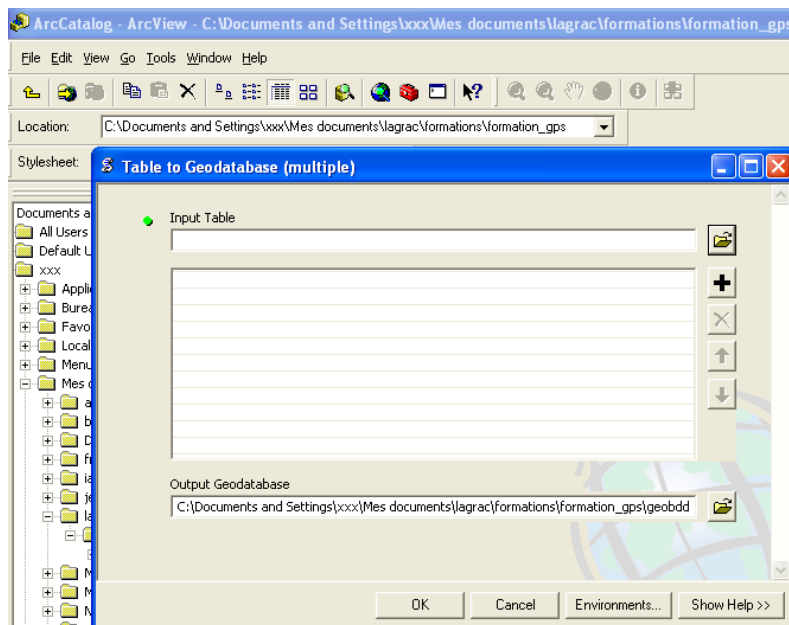 ArcCatalog - ArcView - C:\Documents and Settings\xxx\Mes documents\lagrac\formations\formation_gps
File Edit View Go Tools Window Help
Location: C:\Documents and Settings\xxx\Mes documents\lagrac\formations\formation_gps
Stylesheet:
Table to Geodatabase (multiple)
Documents a
All Users
Default U
xxx
Appli
Burea
Favo
Local
Menu
Mes d
a
b
D
fr
ia
je
la
M
M
N
Input Table
Output Geodatabase
C:\Documents and Settings\xxx\Mes documents\lagrac\formations\formation_gps\geobdd
OK Cancel Environments... Show Help >>